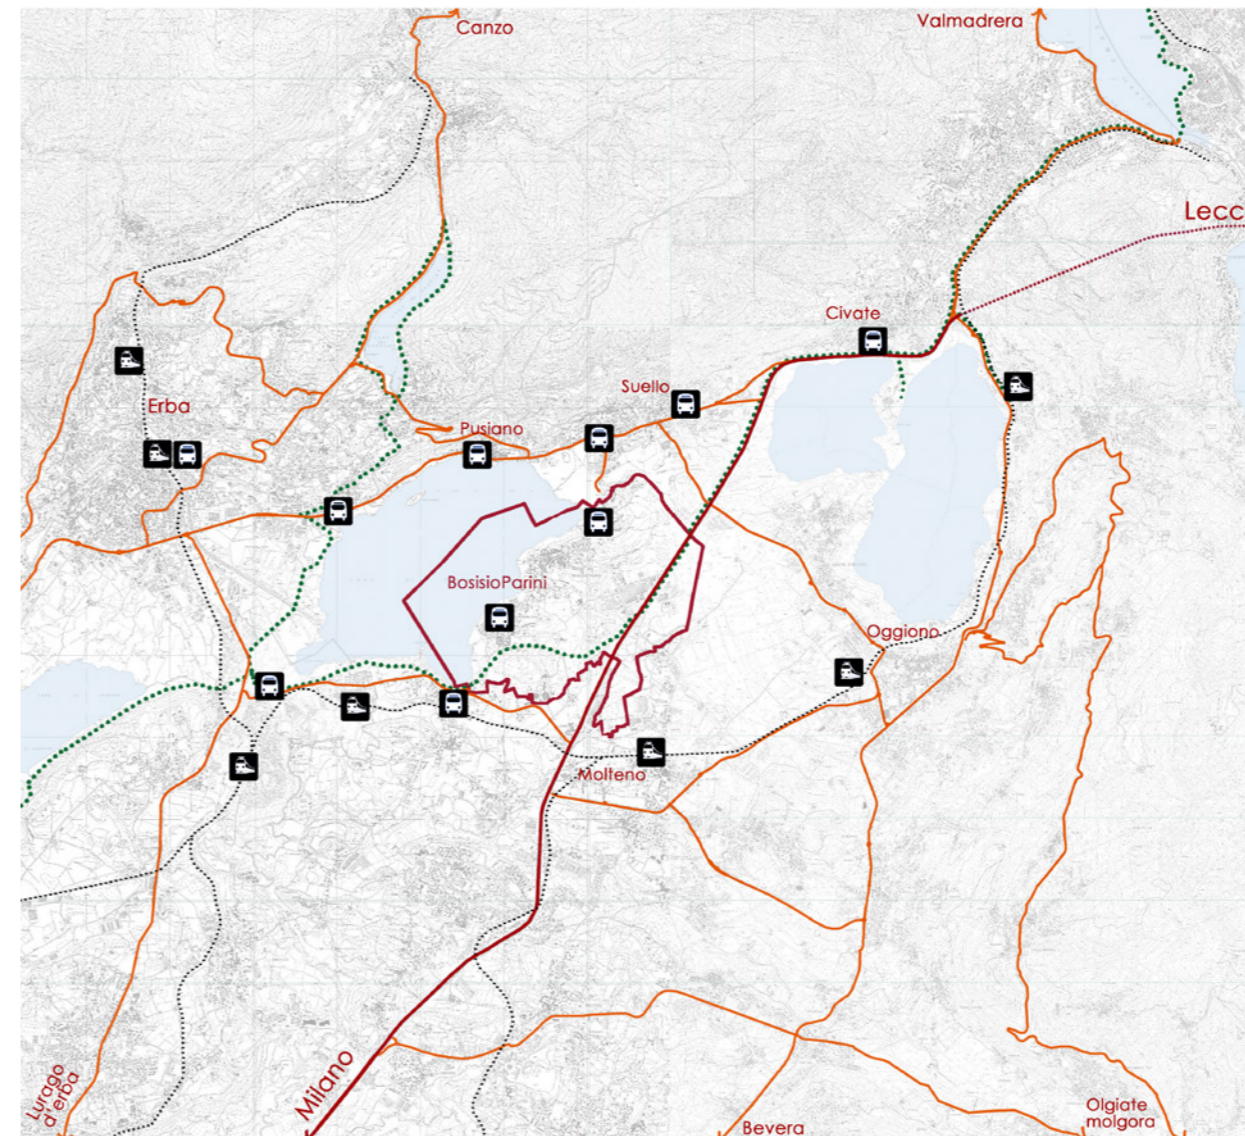 Canzo
Valmadrera
Lecc
Civate
Suello
Erba
Pusiano
BosisioParini
Oggiono
Molteno
Milano
Lurago
d'erba
Olgiate
molgora
Bevera